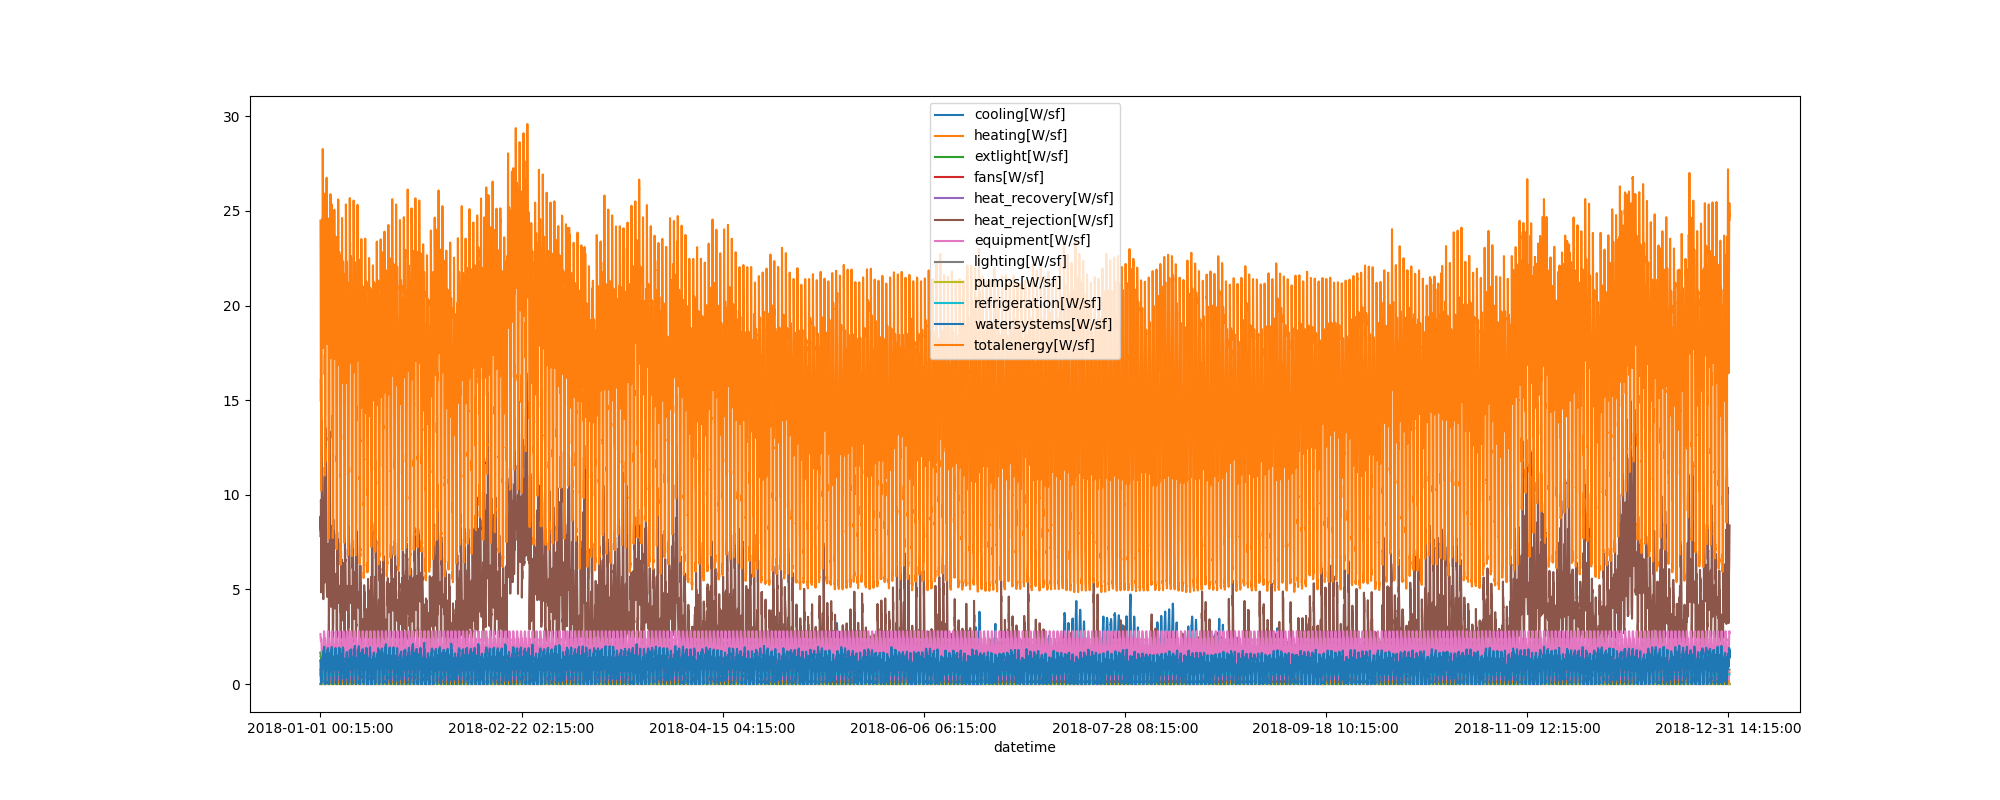 30
25
20
15
10
5
0
cooling[W/sf]
heating[W/sf]
extlight[W/sf]
fans[W/sf]
heat_recovery[W/sf]
heat_rejection[W/sf]
equipment[W/sf]
lighting[W/sf]
pumps[W/sf]
refrigeration[W/sf]
watersystems[W/sf]
totalenergy[W/sf]
2018-01-01 00:15:00 2018-02-22 02:15:00 2018-04-15 04:15:00 2018-06-06 06:15:00 2018-07-28 08:15:00 2018-09-18 10:15:00 2018-11-09 12:15:00 2018-12-31 14:15:00
datetime